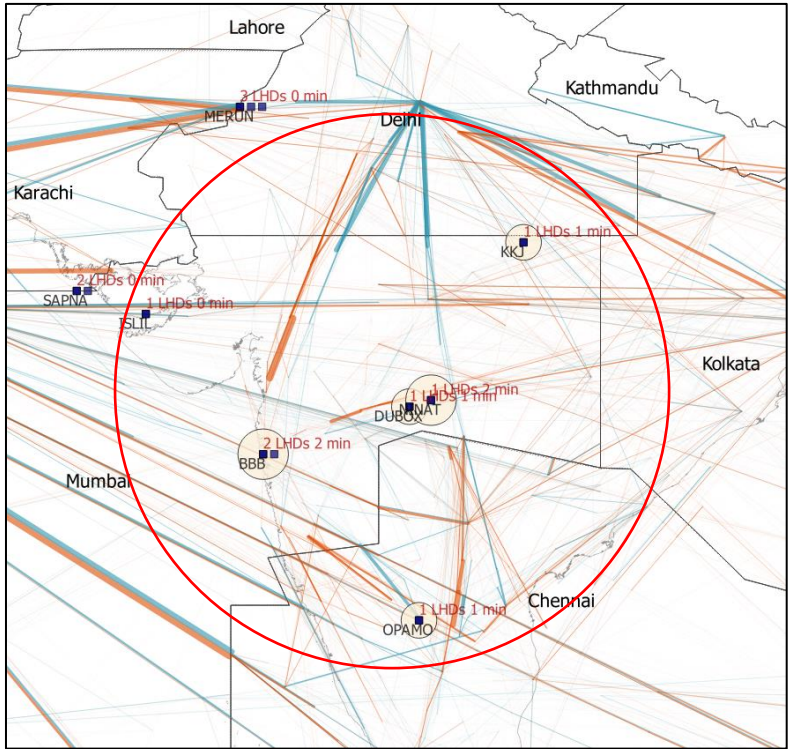 Lahore
Kathmandu
3 LHDs 0 min
MERUN
Delhi
Karachi
1 LHDs 1 min
KKJ
2 LHDs 0 min
SAPNA
1 LHDs 0 min
ISLIL
Kolkata
1 LHDs 2 min
NINAT
1 LHDs 1 min
DUBOX
2 LHDs 2 min
BBB
Mumbai
Chennai
1 LHDs 1 min
OPAMO